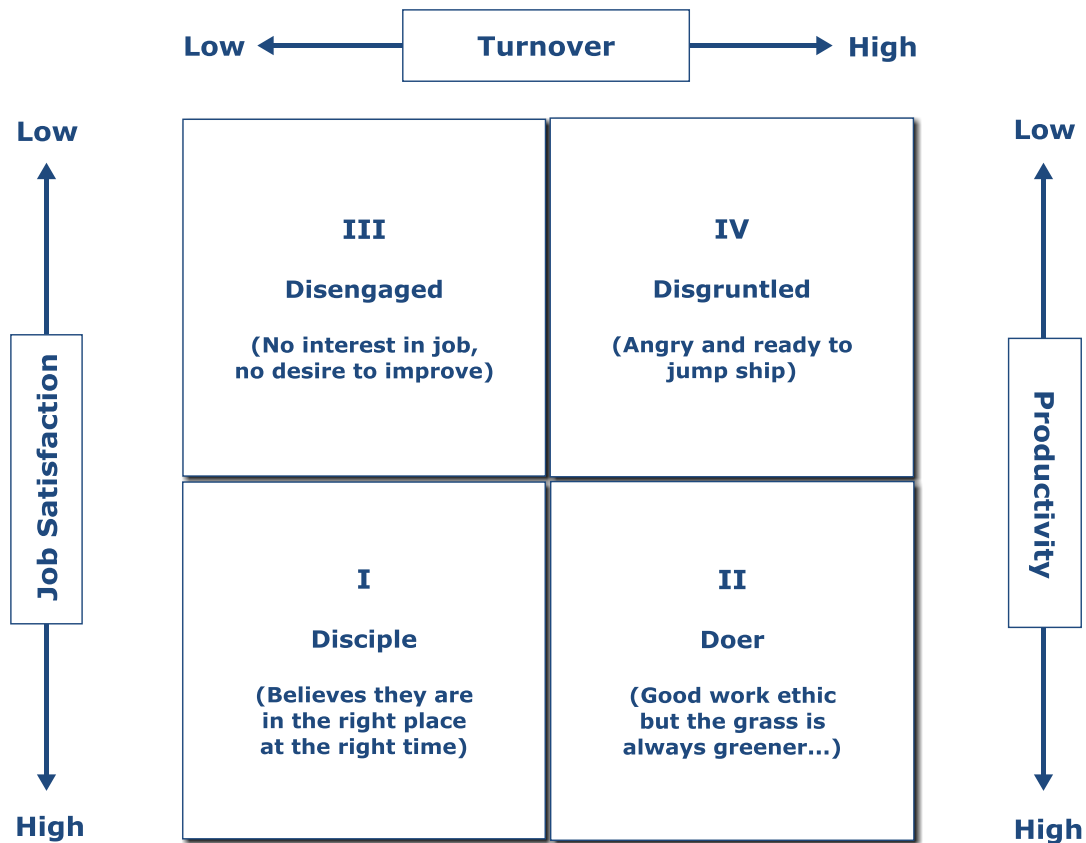 Low
Turnover
High
Low
Low
Job Satisfaction
Productivity
III
Disengaged
(No interest in job,
no desire to improve)
IV
Disgruntled
(Angry and ready to
jump ship)
I
Disciple
(Believes they are
in the right place
at the right time)
II
Doer
(Good work ethic
but the grass is
always greener...)
High
High